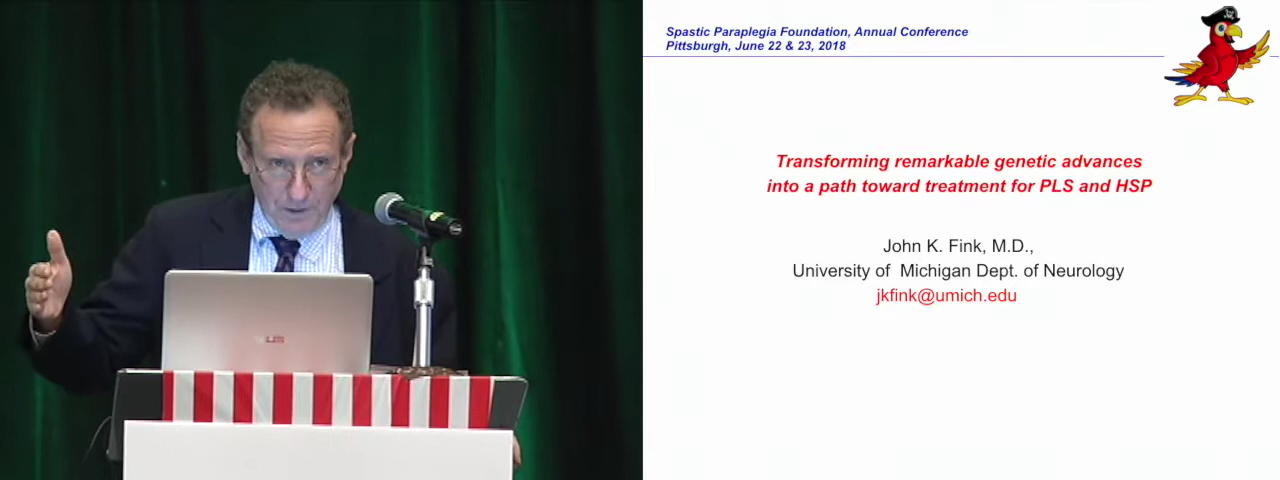 Spastic Paraplegia Foundation, Annual Conference
Pittsburgh, June 22 & 23, 2018
Transforming remarkable genetic advances
into a path toward treatment for PLS and HSP
John K. Fink, M.D.,
University of Michigan Dept. of Neurology
jkfink@umich.edu